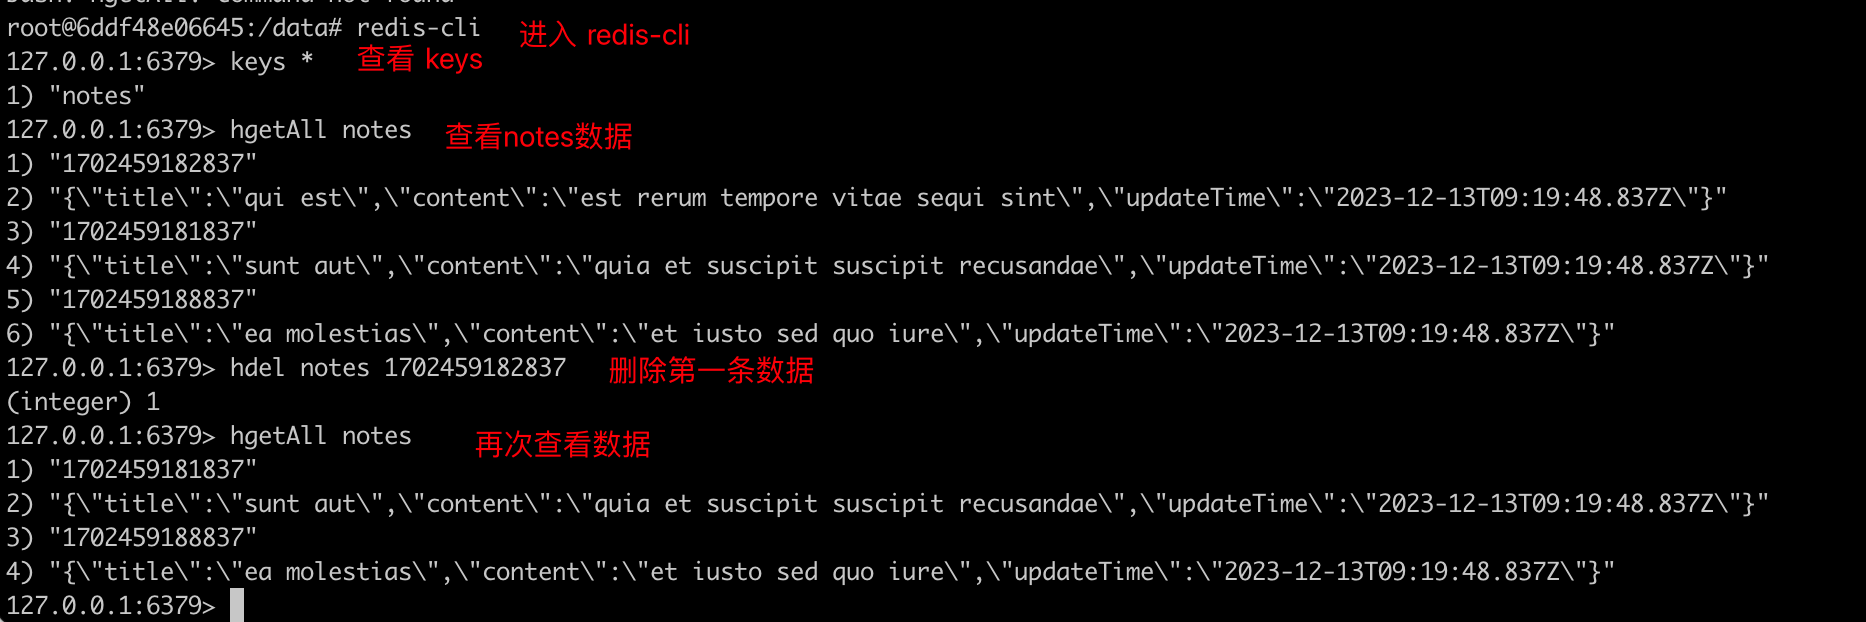 bash: hgetAll: command not found
root@6ddf48e06645:/data# redis-cli 进入 redis-cli
127.0.0.1:6379> keys * 查看 keys
1) "notes"
127.0.0.1:6379> hgetAll notes 查看notes数据
1) "1702459182837"
2) "{\"title\":\"qui est\",\"content\":\"est rerum tempore vitae sequi sint\",\"updateTime\":\"2023-12-13T09:19:48.837Z\"}"
3) "1702459181837"
4) "{\"title\":\"sunt aut\",\"content\":\"quia et suscipit suscipit recusandae\",\"updateTime\":\"2023-12-13T09:19:48.837Z\"}"
5) "1702459188837"
6) "{\"title\":\"ea molestias\",\"content\":\"et iusto sed quo iure\",\"updateTime\":\"2023-12-13T09:19:48.837Z\"}"
127.0.0.1:6379> hdel notes 1702459182837 删除第一条数据
(integer) 1
127.0.0.1:6379> hgetAll notes 再次查看数据
1) "1702459181837"
2) "{\"title\":\"sunt aut\",\"content\":\"quia et suscipit suscipit recusandae\",\"updateTime\":\"2023-12-13T09:19:48.837Z\"}"
3) "1702459188837"
4) "{\"title\":\"ea molestias\",\"content\":\"et iusto sed quo iure\",\"updateTime\":\"2023-12-13T09:19:48.837Z\"}"
127.0.0.1:6379>